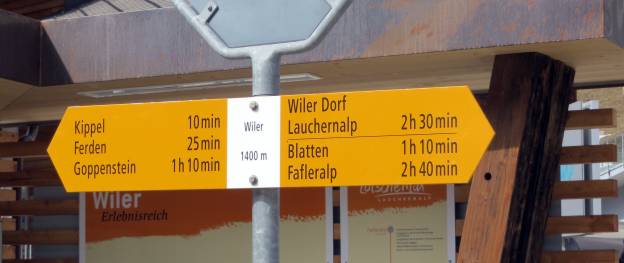 Kippel 10 min
Ferden 25 min
Goppenstein 1 h 10 min
Wiler
1400 m
Wiler Dorf
Lauchernalp 2 h 30 min
Blatten 1 h 10 min
Fafleralp 2 h 40 min
Wiler
Erlebnisreich
LAUCHERNALP